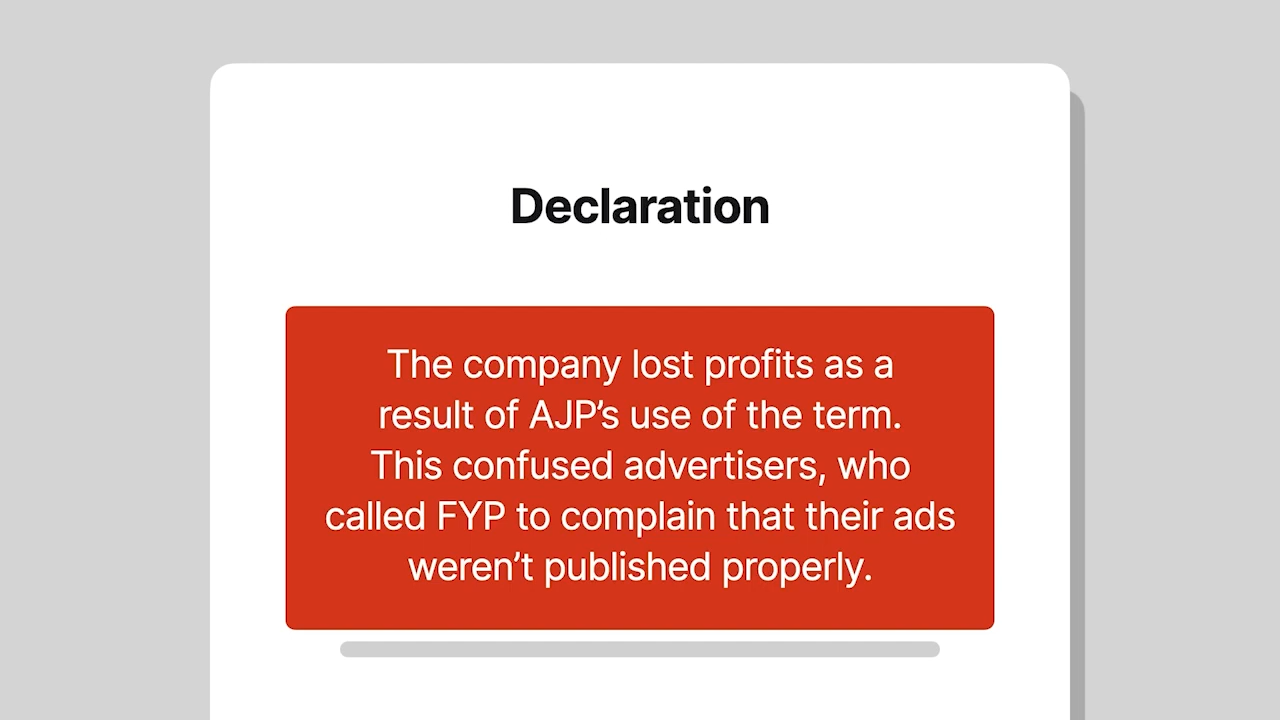 Declaration
The company lost profits as a
result of AJP’s use of the term.
This confused advertisers, who
called FYP to complain that their ads
weren’t published properly.